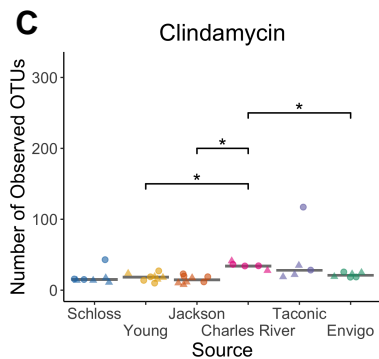 C
Clindamycin
Number of Observed OTUs
300
200
100
0
*
*
*
Schloss Jackson Taconic
Young Charles River Envigo
Source